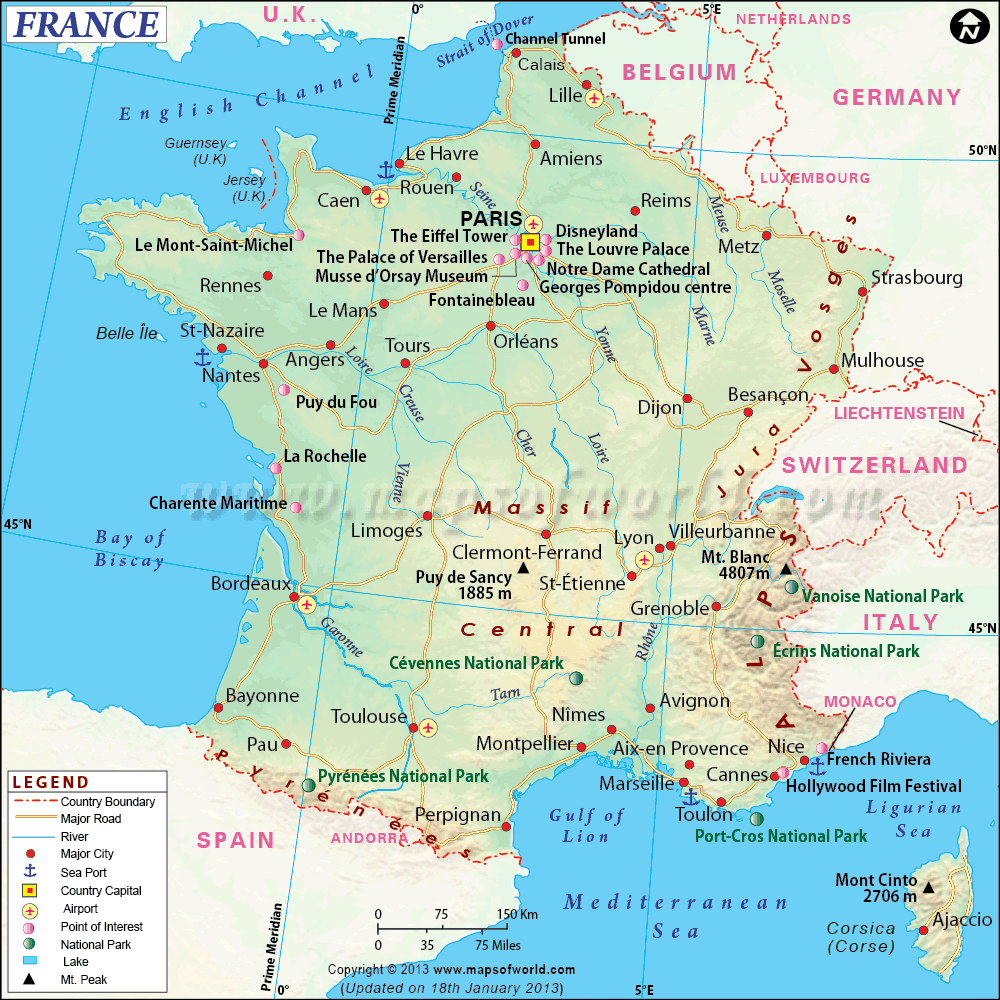 FRANCE
U.K.
0°
5°E
NETHERLANDS
N
Strait of Dover
Channel Tunnel
Calais
BELGIUM
GERMANY
English Channel
Prime Meridian
Lille
Guernsey
(U.K)
Jersey
(U.K)
Le Havre
Amiens
50°N
LUXEMBOURG
Caen
Rouen
Seine
Reims
Meuse
PARIS
Metz
Le Mont-Saint-Michel
The Eiffel Tower
Disneyland
The Palace of Versailles
The Louvre Palace
Musse d'Orsay Museum
Notre Dame Cathedral
Georges Pompidou centre
Fontainebleau
Moselle
Vosges
Strasbourg
Rennes
Le Mans
Belle Île
St-Nazaire
Angers
Loire
Tours
Orléans
Yonne
Marne
Nantes
Mulhouse
Puy du Fou
Creuse
Dijon
Besançon
LIECHTENSTEIN
Cher
Loire
Jura
La Rochelle
Vienne
SWITZERLAND
www.mapsofworld.com
Charente Maritime
Massif
45°N
Limoges
Lyon
Villeurbanne
Bay of
Biscay
Clermont-Ferrand
Mt. Blanc
4807m
Puy de Sancy
1885 m
St-Étienne
Bordeaux
ALPS
Vanoise National Park
Grenoble
ITALY
45°N
Garonne
Central
Rhône
Écrins National Park
Cévennes National Park
Tarn
Bayonne
Avignon
MONACO
Toulouse
Nîmes
Pau
Montpellier
Aix-en Provence
Nice
French Riviera
Pyrénées
Pyrénées National Park
Marseille
Cannes
Hollywood Film Festival
LEGEND
Country Boundary
Major Road
River
Major City
Sea Port
Country Capital
Airport
Point of Interest
National Park
Lake
Mt. Peak
SPAIN
ANDORRA
Perpignan
Gulf of
Lion
Toulon
Port-Cros National Park
Ligurian
Sea
Mont Cinto
2706 m
Mediterranean
Sea
Corsica
(Corse)
Ajaccio
0 75 150 Km
0 35 75 Miles
Prime Meridian
Copyright © 2013 www.mapsofworld.com
(Updated on 18th January 2013)
0°
5°E